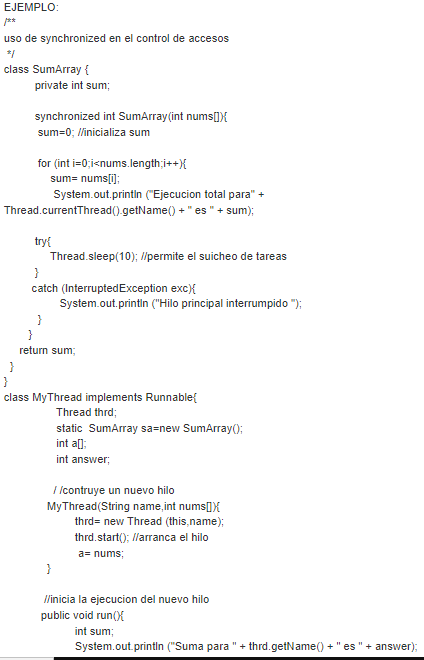 EJEMPLO:
/**
uso de synchronized en el control de accesos
*/
class SumArray {
private int sum;
synchronized int SumArray(int nums[]){
sum=0; //inicializa sum
for (int i=0;i<nums.length;i++){
sum= nums[i];
System.out.println ("Ejecucion total para" +
Thread.currentThread().getName() + " es " + sum);
try{
Thread.sleep(10); //permite el suicheo de tareas
}
catch (InterruptedException exc){
System.out.println ("Hilo principal interrumpido ");
}
}
return sum;
}
}
class MyThread implements Runnable{
Thread thrd;
static  SumArray sa=new SumArray();
int a[];
int answer;
/ /contruye un nuevo hilo
MyThread(String name,int nums[]){
thrd= new Thread (this,name);
thrd.start(); //arranca el hilo
a= nums;
}
//inicia la ejecucion del nuevo hilo
public void run(){
int sum;
System.out.println ("Suma para " + thrd.getName() + " es " + answer);